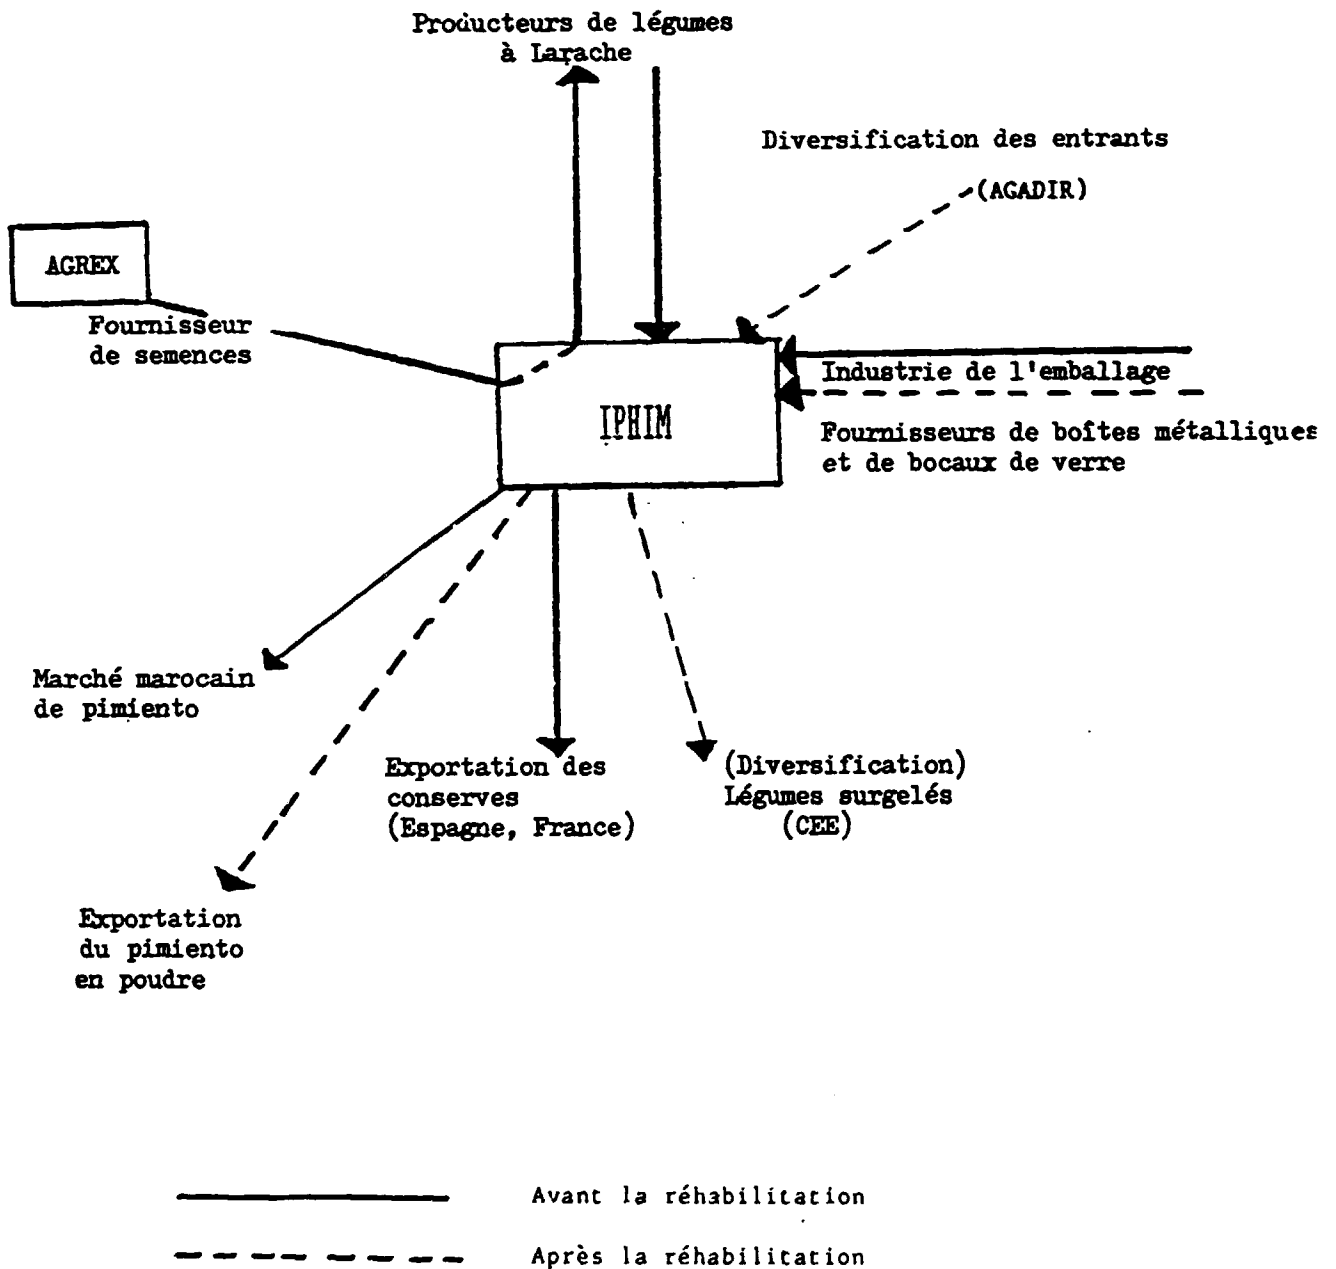 Producteurs de légumes
à Larache
Diversification des entrants
(AGADIR)
AGREX
Fournisseur
de semences
Industrie de l'emballage
IPHIM
Fournisseurs de boîtes métalliques
et de bocaux de verre
Marché marocain
de pimiento
Exportation des
conserves
(Espagne, France)
(Diversification)
Légumes surgelés
(CEE)
Exportation
du pimiento
en poudre
Avant la réhabilitation
Après la réhabilitation